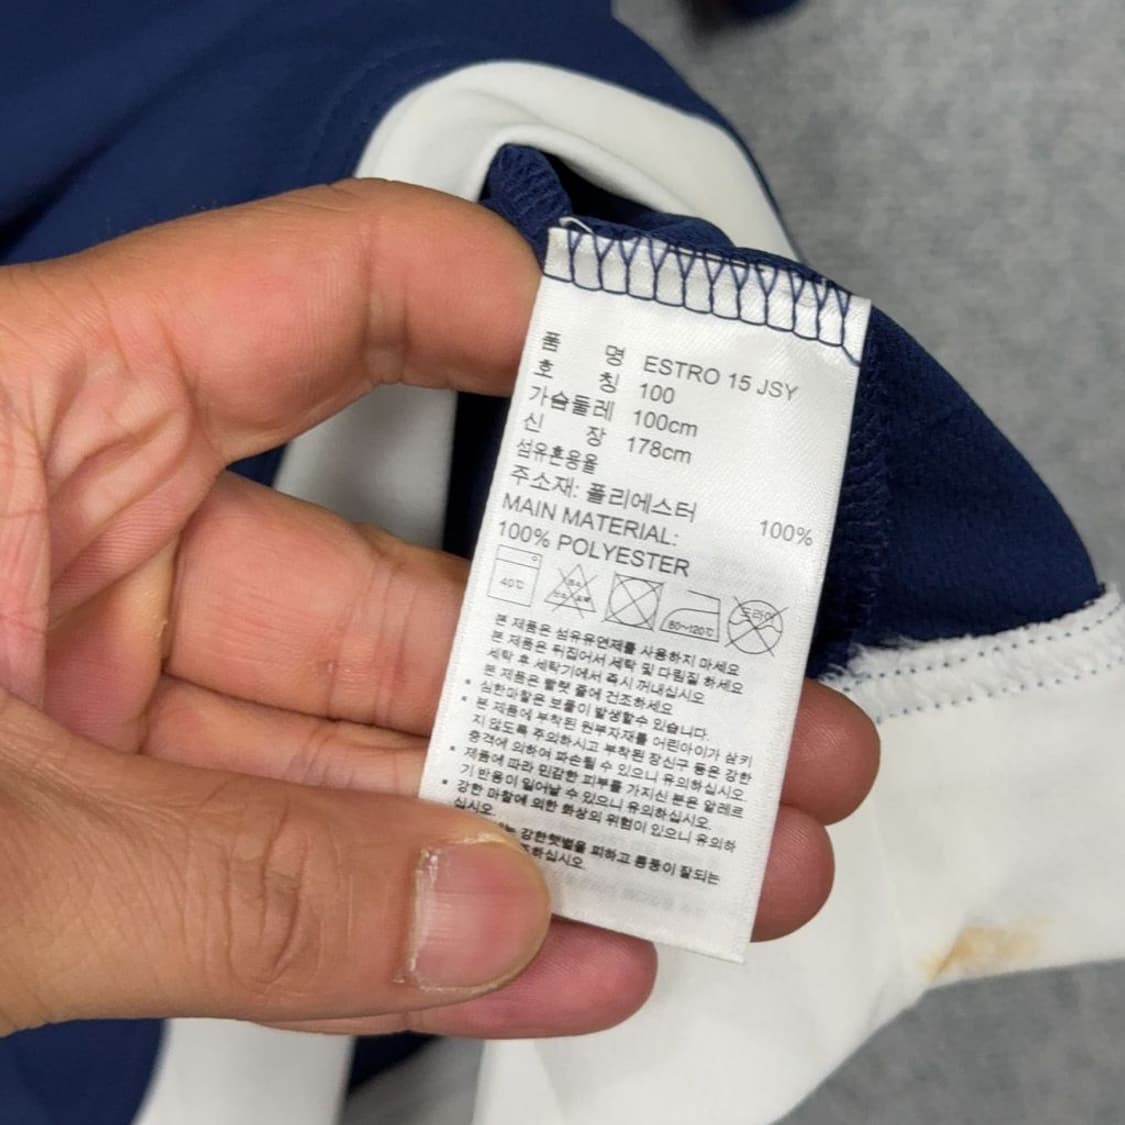 품 명 ESTRO 15 JSY
호 칭 100
가슴둘레 100cm
신 장 178cm
섬유혼용율
주소재: 폴리에스터 100%
MAIN MATERIAL:
100% POLYESTER
40℃
80~120℃
드라이
본 제품은 섬유유연제를 사용하지 마세요
본 제품은 뒤집어서 세탁 및 다림질 하세요
세탁 후 세탁기에서 즉시 꺼내십시오
본 제품은 빨랫 줄에 건조하세요
* 심한마찰은 보풀이 발생할수 있습니다.
* 본 제품에 부착된 원부자재를 어린아이가 삼키
지 않도록 주의하시고 부착된 장신구 등은 강한
충격에 의하여 파손될 수 있으니 유의하십시오.
* 제품에 따라 민감한 피부를 가지신 분은 알레르
기 반응이 일어날 수 있으니 유의하십시오.
* 강한 마찰에 의한 화상의 위험이 있으니 유의하
십시오.
강한햇볕을 피하고 통풍이 잘되는
하십시오